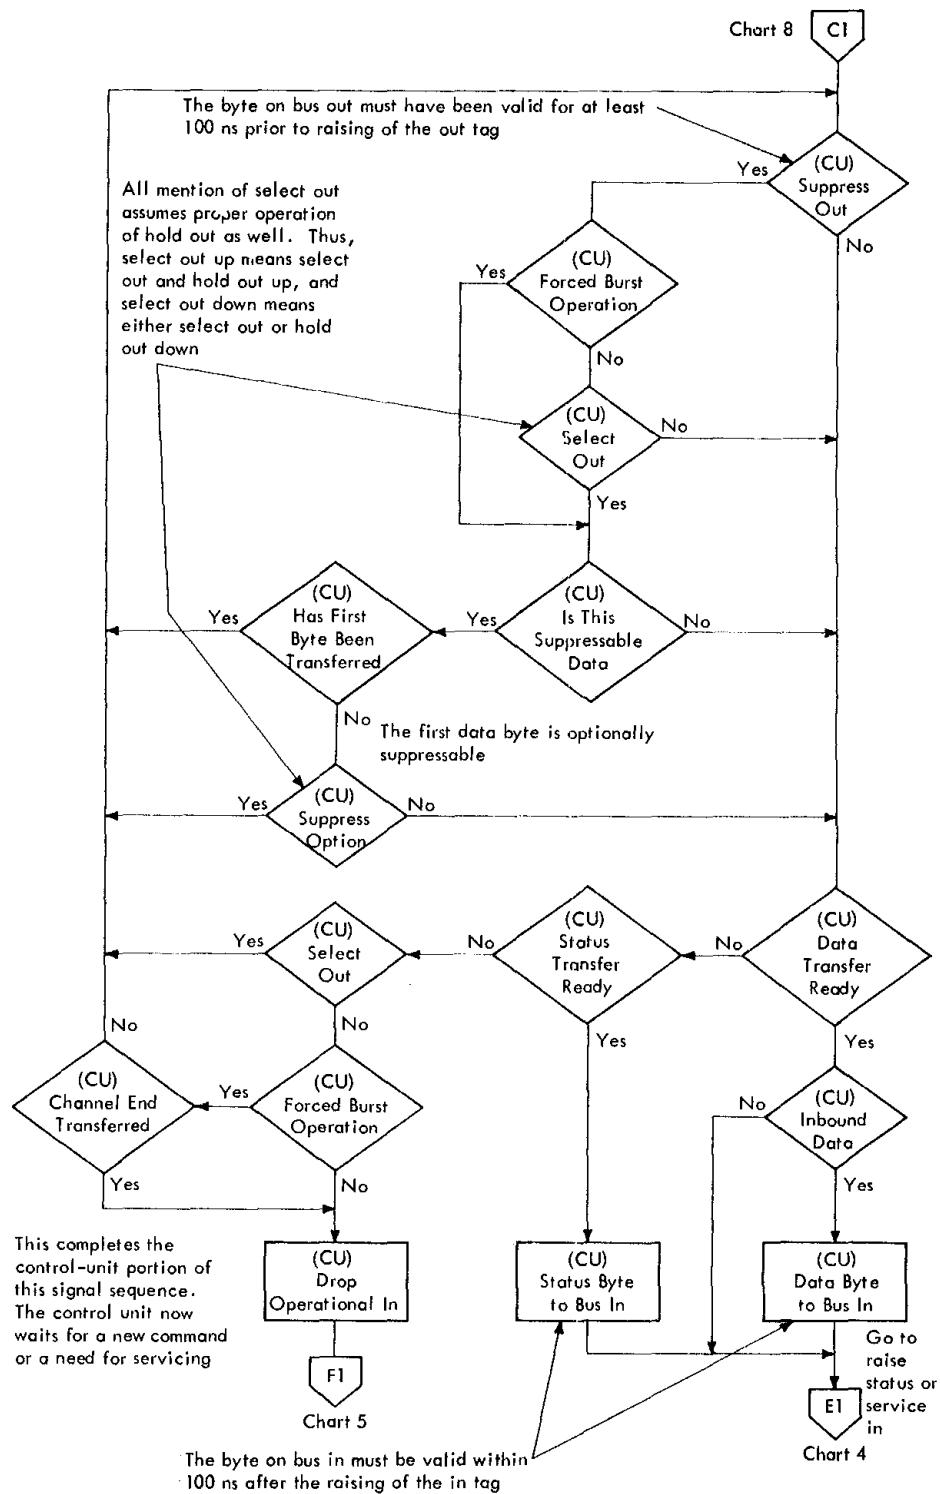 Chart 8
C1
The byte on bus out must have been valid for at least
100 ns prior to raising of the out tag
Yes
(CU)
Suppress
Out
No
All mention of select out
assumes proper operation
of hold out as well. Thus,
select out up means select
out and hold out up, and
select out down means
either select out or hold
out down
Yes
(CU)
Forced Burst
Operation
No
(CU)
Select
Out
No
Yes
Yes
(CU)
Has First
Byte Been
Transferred
Yes
(CU)
Is This
Suppressable
Data
No
No
The first data byte is optionally
suppressable
Yes
(CU)
Suppress
Option
No
Yes
(CU)
Select
Out
No
No
(CU)
Status
Transfer
Ready
Yes
No
(CU)
Data
Transfer
Ready
Yes
No
(CU)
Channel End
Transferred
Yes
Yes
(CU)
Forced Burst
Operation
No
No
(CU)
Inbound
Data
Yes
This completes the
control-unit portion of
this signal sequence.
The control unit now
waits for a new command
or a need for servicing
(CU)
Drop
Operational In
(CU)
Status Byte
to Bus In
(CU)
Data Byte
to Bus In
Go to
raise
status or
service
in
F1
Chart 5
E1
Chart 4
The byte on bus in must be valid within
100 ns after the raising of the in tag